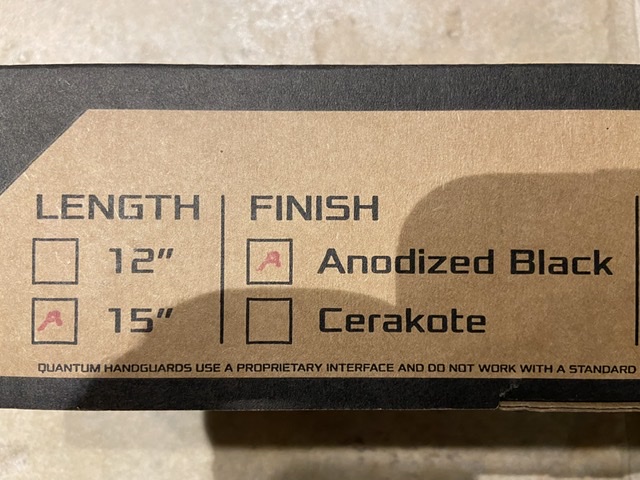 LENGTH
12”
A 15”
FINISH
A Anodized Black
Cerakote
QUANTUM HANDGUARDS USE A PROPRIETARY INTERFACE AND DO NOT WORK WITH A STANDARD